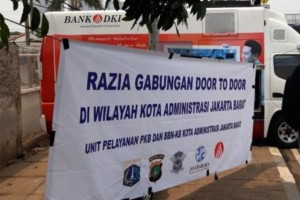 BANK DKI
RAZIA GABUNGAN DOOR TO DOOR
DI WILAYAH KOTA ADMINISTRASI JAKARTA BARAT
UNIT PELAYANAN PKB DAN BBN-KB KOTA ADMINISTRASI JAKARTA BARAT